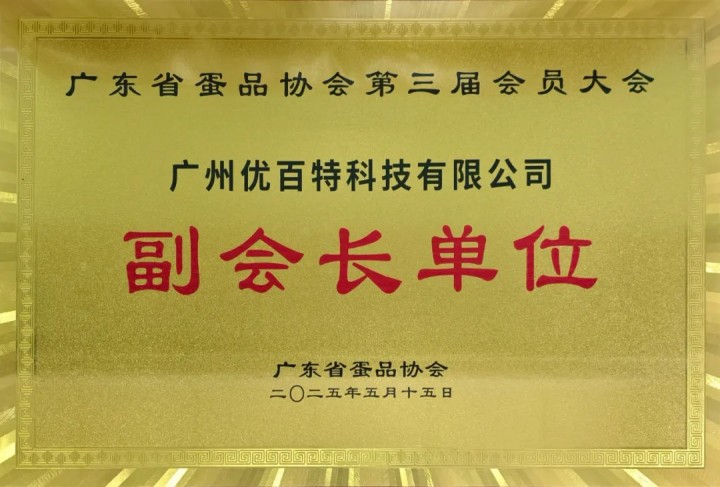 广东省蛋品协会第三届会员大会
广州优百特科技有限公司
副会长单位
广东省蛋品协会
二〇二五年五月十五日